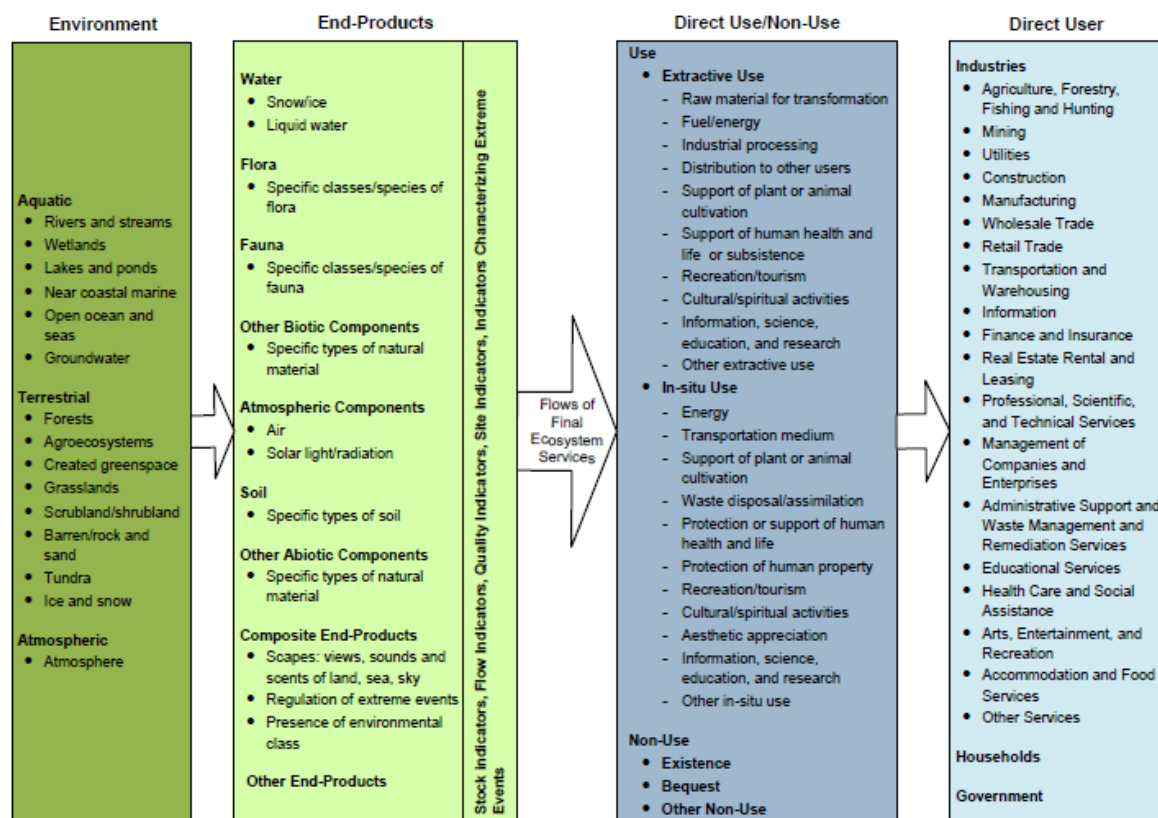 Environment
Aquatic
• Rivers and streams
• Wetlands
• Lakes and ponds
• Near coastal marine
• Open ocean and
seas
• Groundwater
Terrestrial
• Forests
• Agroecosystems
• Created greenspace
• Grasslands
• Scrubland/shrubland
• Barren/rock and
sand
• Tundra
• Ice and snow
Atmospheric
• Atmosphere
End-Products
Water
• Snow/ice
• Liquid water
Flora
• Specific classes/species of
flora
Fauna
• Specific classes/species of
fauna
Other Biotic Components
• Specific types of natural
material
Atmospheric Components
• Air
• Solar light/radiation
Soil
• Specific types of soil
Other Abiotic Components
• Specific types of natural
material
Composite End-Products
• Scapes: views, sounds and
scents of land, sea, sky
• Regulation of extreme events
• Presence of environmental
class
Other End-Products
Stock indicators, Flow Indicators, Quality Indicators, Site Indicators, Indicators Characterizing Extreme
Events
Flows of
Final
Ecosystem
Services
Direct Use/Non-Use
Use
• Extractive Use
- Raw material for transformation
- Fuel/energy
- Industrial processing
- Distribution to other users
- Support of plant or animal
cultivation
- Support of human health and
life or subsistence
- Recreation/tourism
- Cultural/spiritual activities
- Information, science,
education, and research
- Other extractive use
• In-situ Use
- Energy
- Transportation medium
- Support of plant or animal
cultivation
- Waste disposal/assimilation
- Protection or support of human
health and life
- Protection of human property
- Recreation/tourism
- Cultural/spiritual activities
- Aesthetic appreciation
- Information, science,
education, and research
- Other in-situ use
Non-Use
• Existence
• Bequest
• Other Non-Use
Direct User
Industries
• Agriculture, Forestry,
Fishing and Hunting
• Mining
• Utilities
• Construction
• Manufacturing
• Wholesale Trade
• Retail Trade
• Transportation and
Warehousing
• Information
• Finance and Insurance
• Real Estate Rental and
Leasing
• Professional, Scientific,
and Technical Services
• Management of
Companies and
Enterprises
• Administrative Support and
Waste Management and
Remediation Services
• Educational Services
• Health Care and Social
Assistance
• Arts, Entertainment, and
Recreation
• Accommodation and Food
Services
• Other Services
Households
Government